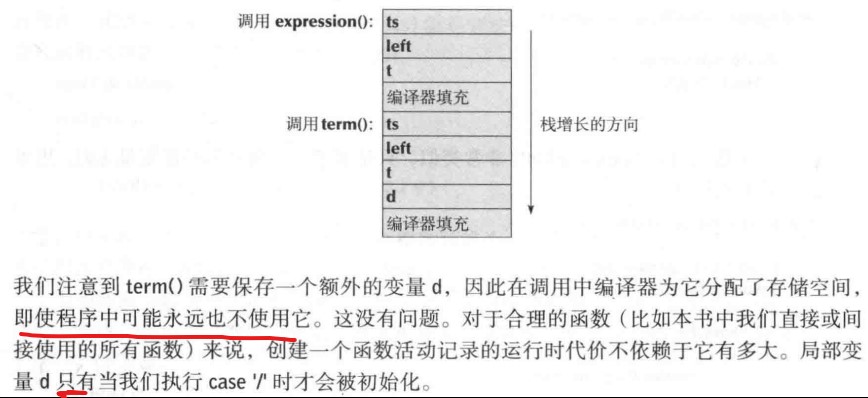 调用 expression():
ts
left
t
编译器填充
调用 term():
ts
left
t
d
编译器填充
栈增长的方向
我们注意到 term() 需要保存一个额外的变量 d，因此在调用中编译器为它分配了存储空间，
即使程序中可能永远也不使用它。这没有问题。对于合理的函数（比如本书中我们直接或间
接使用的所有函数）来说，创建一个函数活动记录的运行时代价不依赖于它有多大。局部变
量 d 只有当我们执行 case '/' 时才会被初始化。